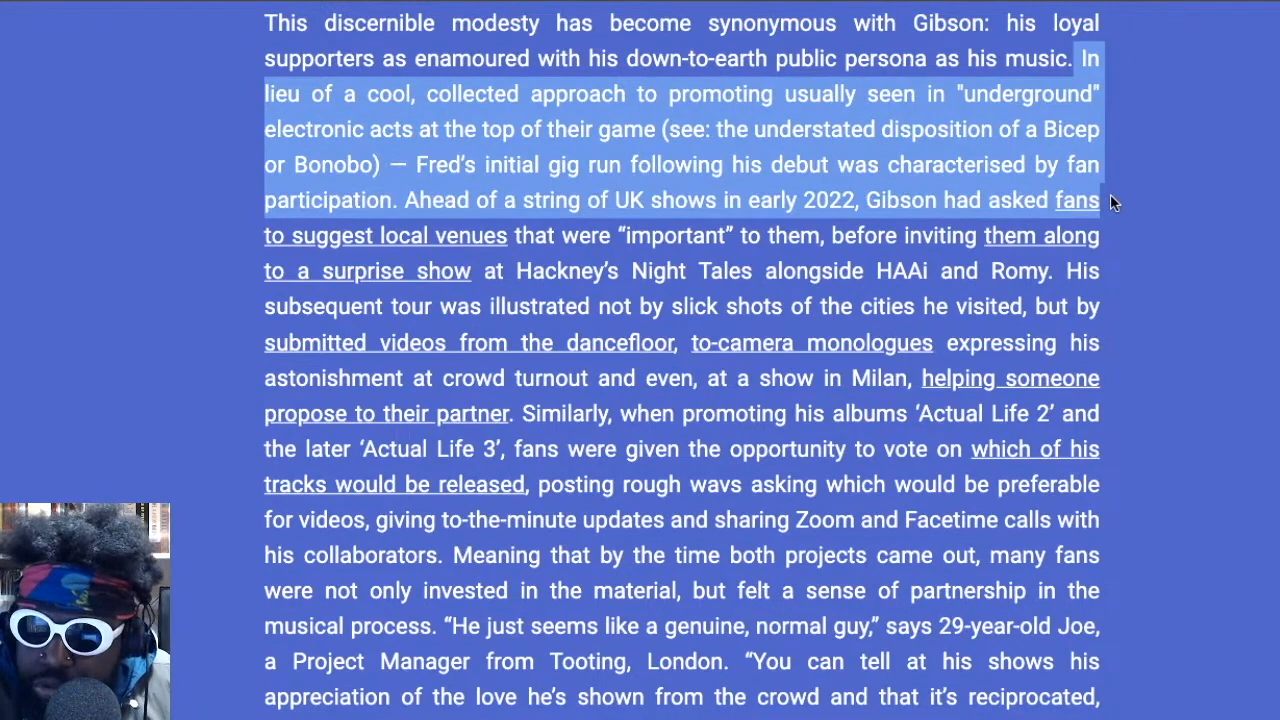 This discernible modesty has become synonymous with Gibson: his loyal
supporters as enamoured with his down-to-earth public persona as his music. In
lieu of a cool, collected approach to promoting usually seen in "underground"
electronic acts at the top of their game (see: the understated disposition of a Bicep
or Bonobo) — Fred’s initial gig run following his debut was characterised by fan
participation. Ahead of a string of UK shows in early 2022, Gibson had asked fans
to suggest local venues that were “important” to them, before inviting them along
to a surprise show at Hackney’s Night Tales alongside HAAi and Romy. His
subsequent tour was illustrated not by slick shots of the cities he visited, but by
submitted videos from the dancefloor, to-camera monologues expressing his
astonishment at crowd turnout and even, at a show in Milan, helping someone
propose to their partner. Similarly, when promoting his albums ‘Actual Life 2’ and
the later ‘Actual Life 3’, fans were given the opportunity to vote on which of his
tracks would be released, posting rough wavs asking which would be preferable
for videos, giving to-the-minute updates and sharing Zoom and Facetime calls with
his collaborators. Meaning that by the time both projects came out, many fans
were not only invested in the material, but felt a sense of partnership in the
musical process. “He just seems like a genuine, normal guy,” says 29-year-old Joe,
a Project Manager from Tooting, London. “You can tell at his shows his
appreciation of the love he’s shown from the crowd and that it’s reciprocated,